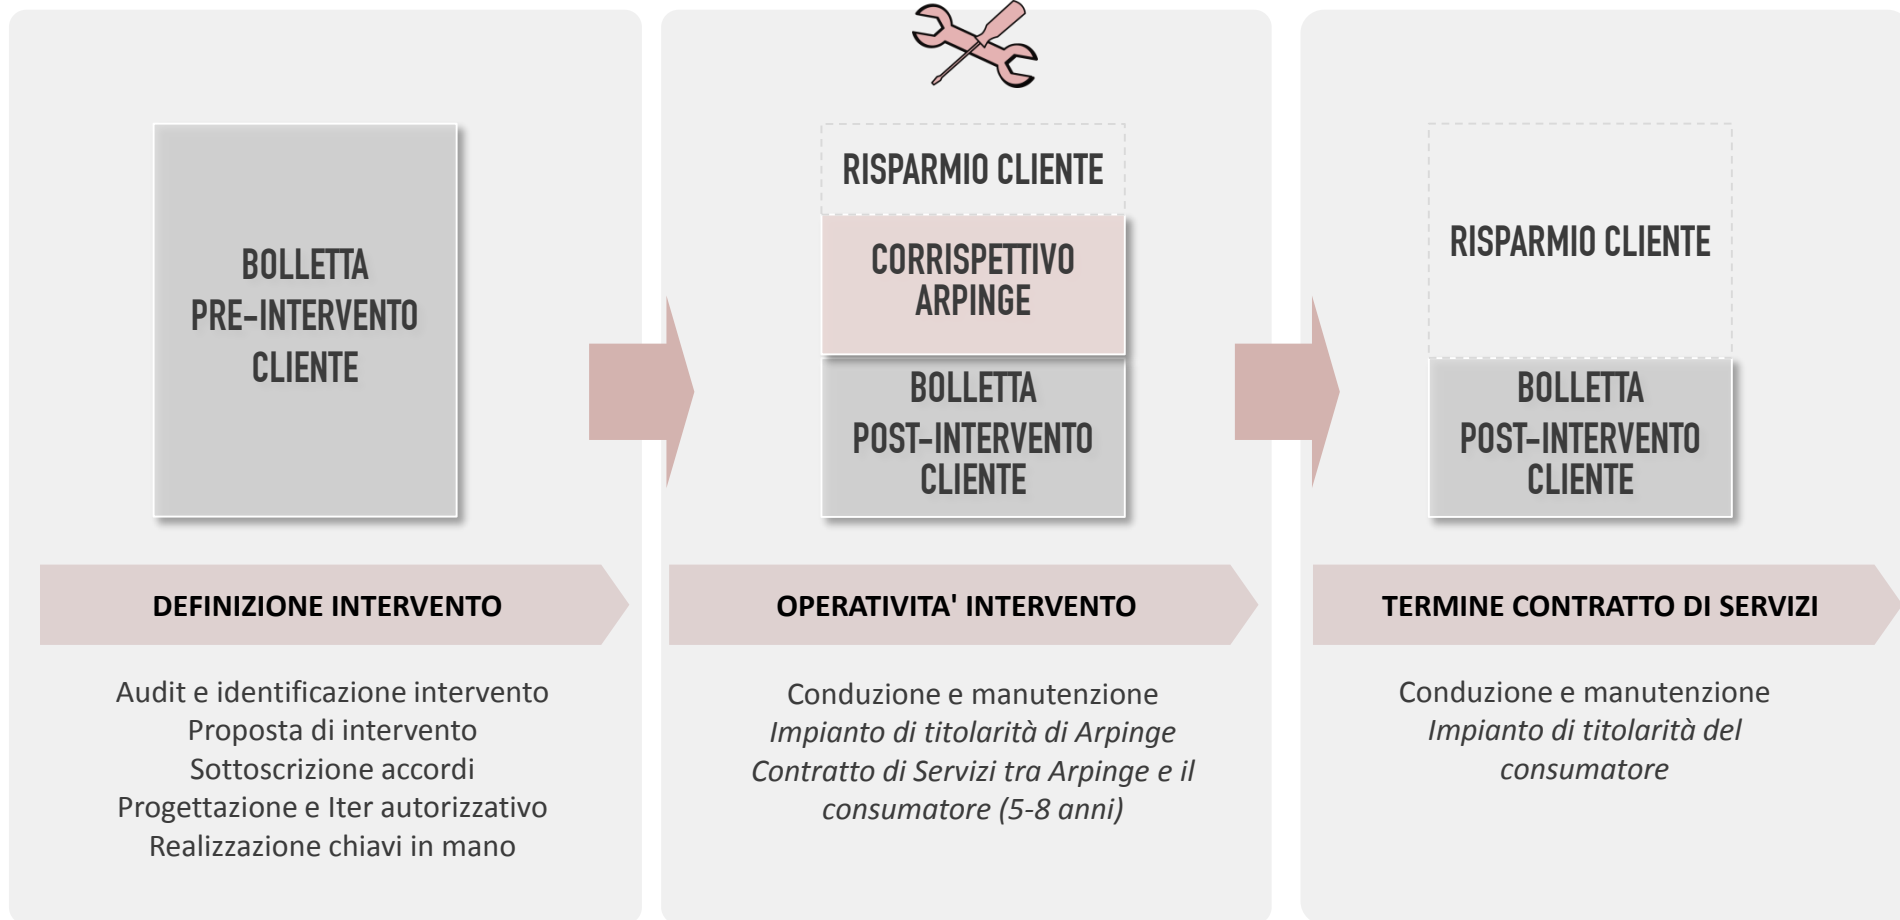 BOLLETTA
PRE-INTERVENTO
CLIENTE
DEFINIZIONE INTERVENTO
Audit e identificazione intervento
Proposta di intervento
Sottoscrizione accordi
Progettazione e Iter autorizzativo
Realizzazione chiavi in mano
RISPARMIO CLIENTE
CORRISPETTIVO
ARPINGE
BOLLETTA
POST-INTERVENTO
CLIENTE
OPERATIVITA' INTERVENTO
Conduzione e manutenzione
Impianto di titolarità di Arpinge
Contratto di Servizi tra Arpinge e il
consumatore (5-8 anni)
RISPARMIO CLIENTE
BOLLETTA
POST-INTERVENTO
CLIENTE
TERMINE CONTRATTO DI SERVIZI
Conduzione e manutenzione
Impianto di titolarità del
consumatore